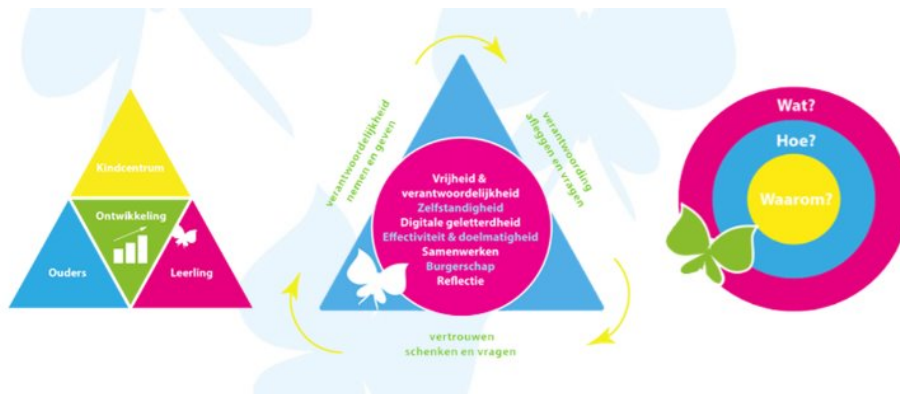 Kindcentrum
Ontwikkeling
Ouders
Leerling
verantwoordelijkheid
nemen en geven
verantwoording
afleggen en vragen
Vrijheid &
verantwoordelijkheid
Zelfstandigheid
Digitale geletterdheid
Effectiviteit & doelmatigheid
Samenwerken
Burgerschap
Reflectie
vertrouwen
schenken en vragen
Wat?
Hoe?
Waarom?